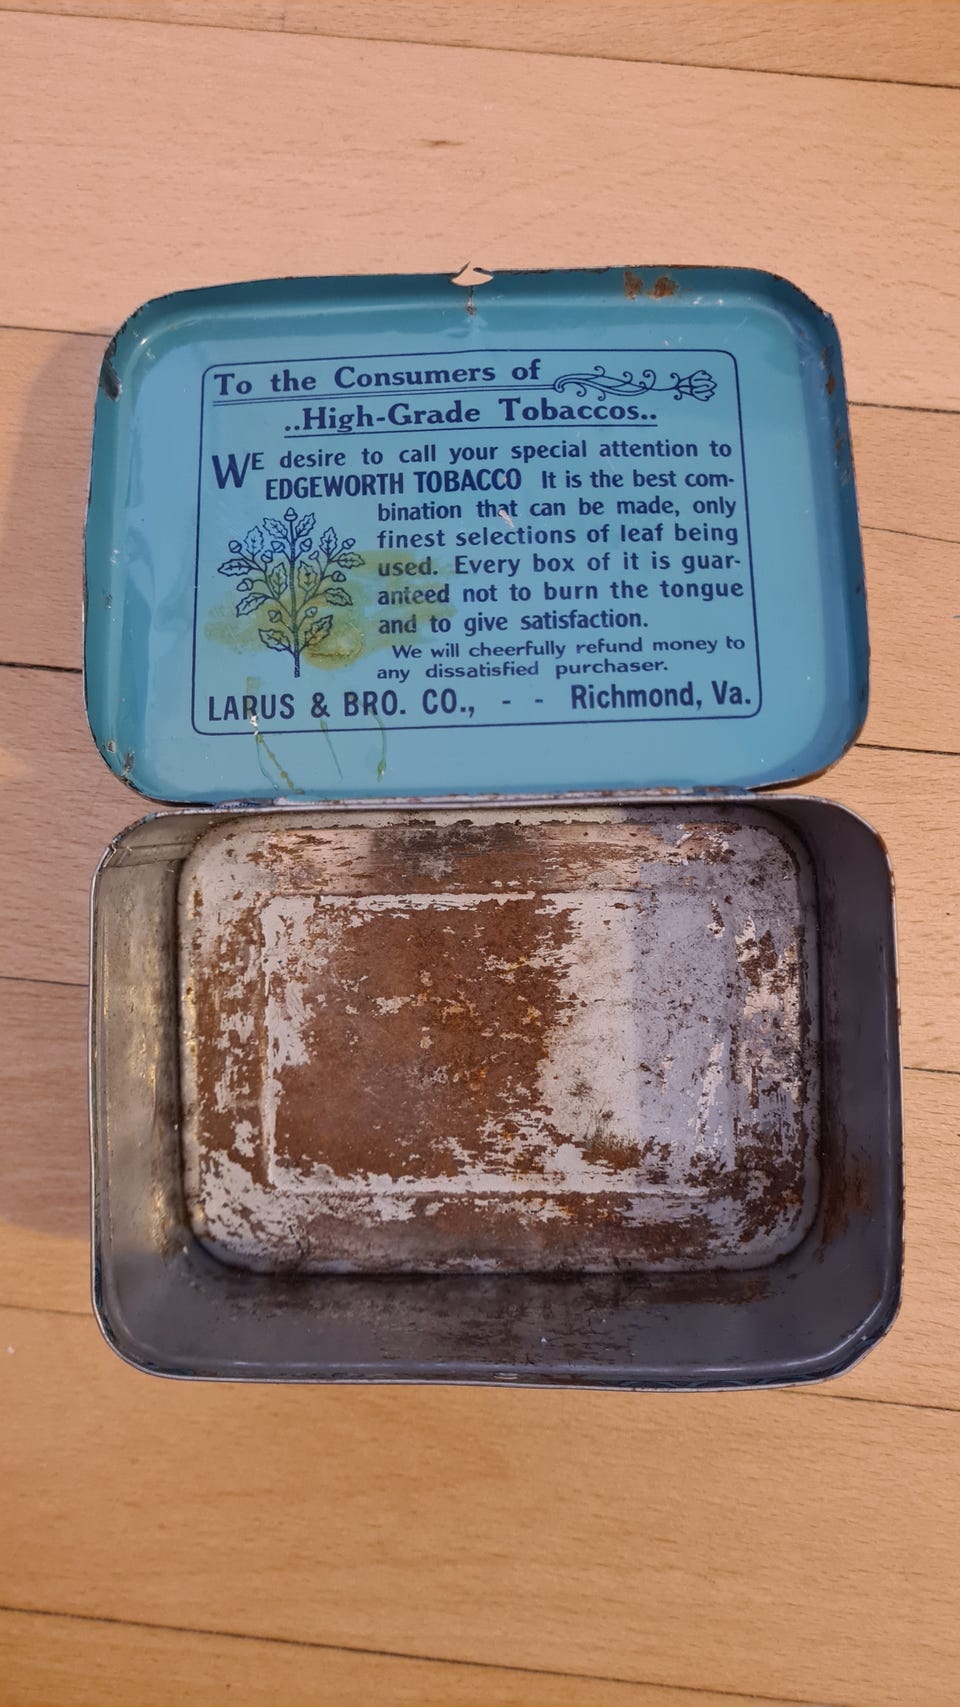 To the Consumers of
..High-Grade Tobaccos..
WE desire to call your special attention to
EDGEWORTH TOBACCO It is the best com-
bination that can be made, only
finest selections of leaf being
used. Every box of it is guar-
anteed not to burn the tongue
and to give satisfaction.
We will cheerfully refund money to
any dissatisfied purchaser.
LARUS & BRO. CO., - - Richmond, Va.